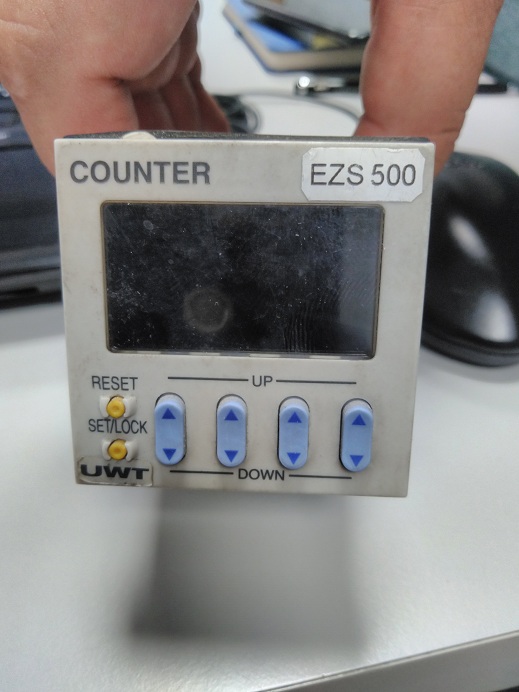 COUNTER
EZS 500
RESET
UP
SET/LOCK
UWT
DOWN